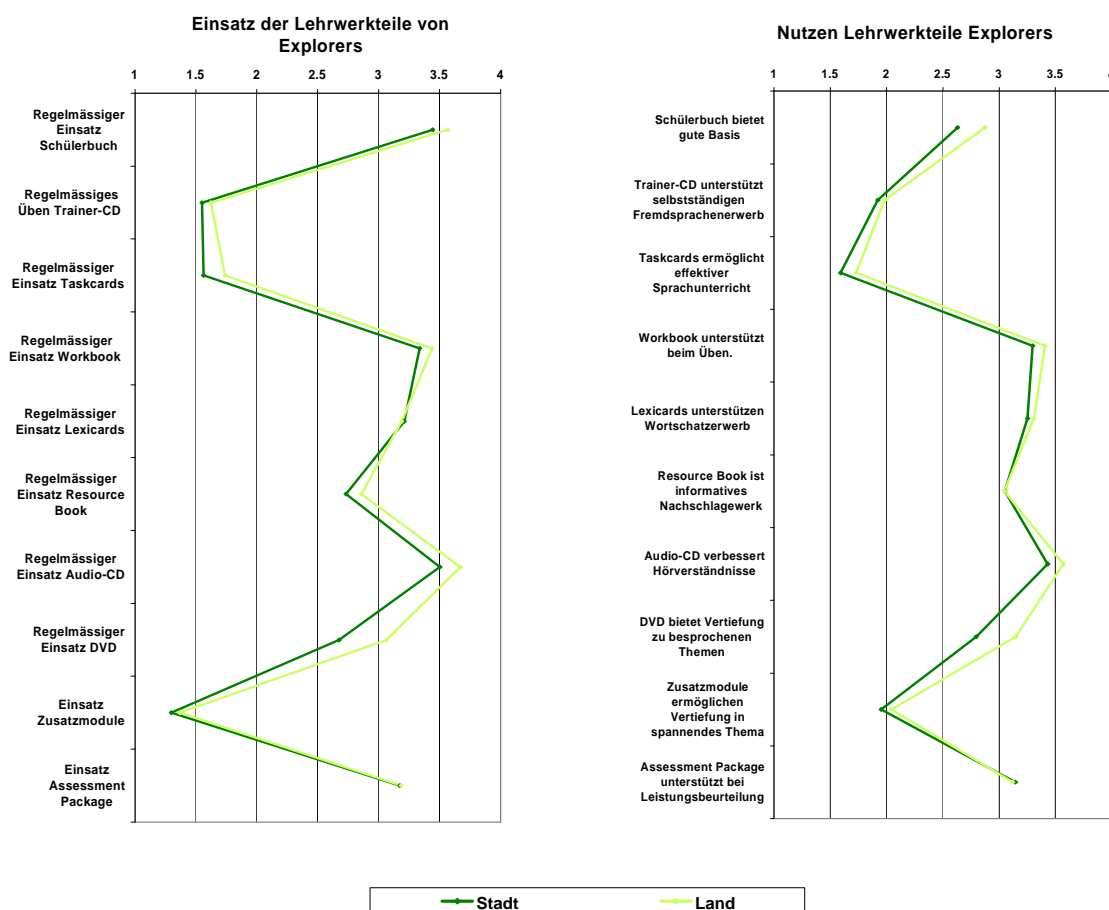 Einsatz der Lehrwerkteile von
Explorers
1 1.5 2 2.5 3 3.5 4
Regelmässiger
Einsatz
Schülerbuch
Regelmässiges
Üben Trainer-CD
Regelmässiger
Einsatz Taskcards
Regelmässiger
Einsatz Workbook
Regelmässiger
Einsatz Lexicards
Regelmässiger
Einsatz Resource
Book
Regelmässiger
Einsatz Audio-CD
Regelmässiger
Einsatz DVD
Einsatz
Zusatzmodule
Einsatz
Assessment
Package
Nutzen Lehrwerkteile Explorers
1 1.5 2 2.5 3 3.5
Schülerbuch bietet
gute Basis
Trainer-CD unterstützt
selbstständigen
Fremdsprachenerwerb
Taskcards ermöglicht
effektiver
Sprachunterricht
Workbook unterstützt
beim Üben.
Lexicards unterstützen
Wortschatzerwerb
Resource Book ist
informatives
Nachschlagewerk
Audio-CD verbessert
Hörverständnisse
DVD bietet Vertiefung
zu besprochenen
Themen
Zusatzmodule
ermöglichen
Vertiefung in
spannendes Thema
Assessment Package
unterstützt bei
Leistungsbeurteilung
Stadt Land